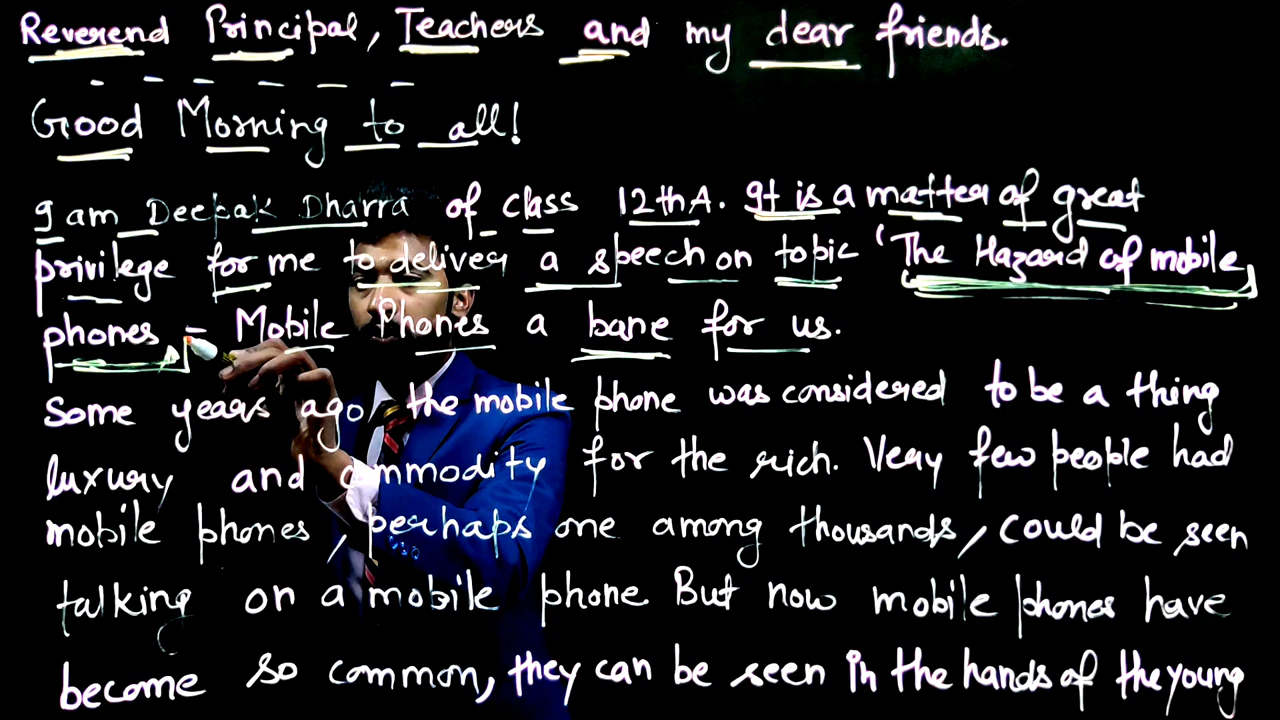 Reverend Principal, Teachers and my dear friends.
Good Morning to all!
I am Deepak Dharra of class 12th A. It is a matter of great
privilege for me to deliver a speech on topic 'The Hazard of mobile
phones - Mobile Phones a bane for us.
Some years ago the mobile phone was considered to be a thing
luxury and commodity for the rich. Very few people had
mobile phones, perhaps one among thousands, could be seen
talking on a mobile phone But now mobile phones have
become so common, they can be seen in the hands of the young